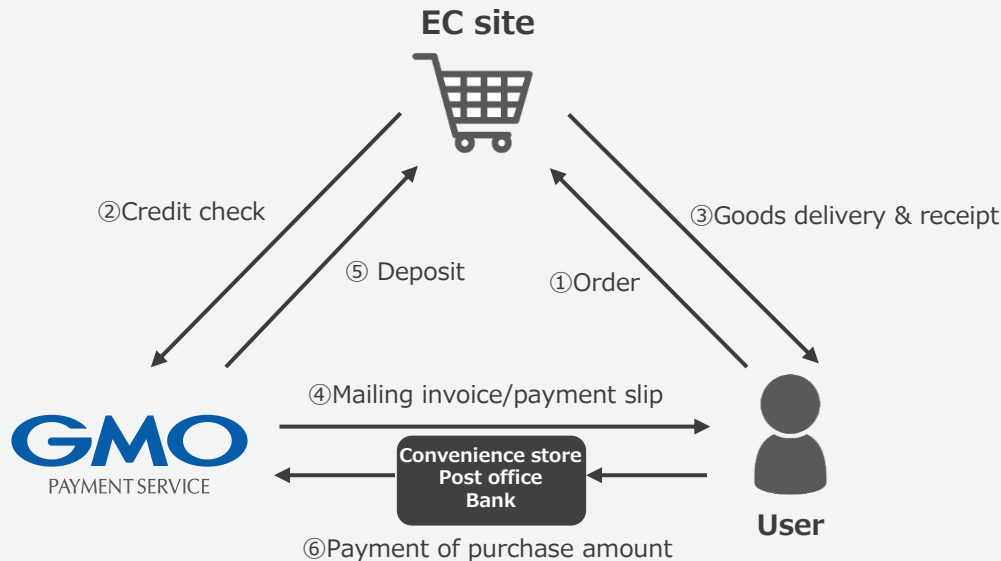 EC site
②Credit check
③Goods delivery & receipt
⑤ Deposit
①Order
④Mailing invoice/payment slip
GMO
PAYMENT SERVICE
Convenience store
Post office
Bank
User
⑥Payment of purchase amount